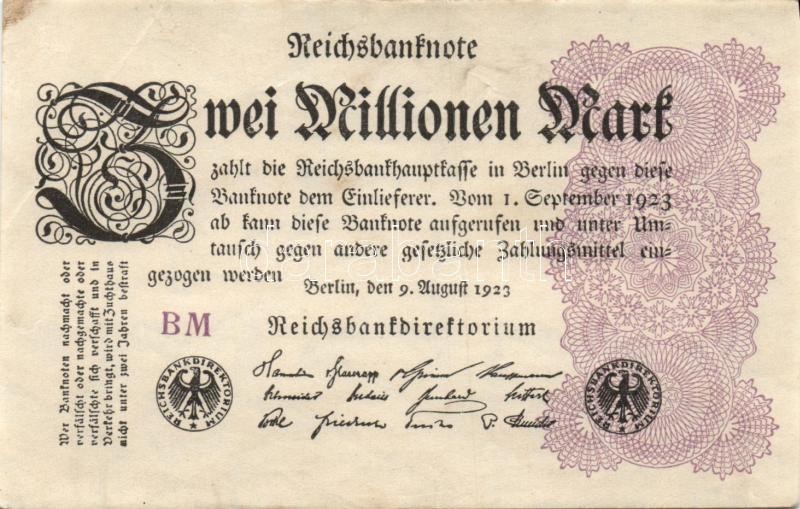 Reichsbanknote
Zwei Millionen Mark
zahlt die Reichsbankhauptkasse in Berlin gegen diese
Banknote dem Einlieferer. Vom 1. September 1923
ab kann diese Banknote aufgerufen und unter Um-
tausch gegen andere gesetzliche Zahlungsmittel ein-
gezogen werden
Berlin, den 9. August 1923
BM
Reichsbankdirektorium
REICHSBANKDIREKTORIUM
REICHSBANKDIREKTORIUM
Wer Banknoten nachmacht oder
verfälscht oder nachgemachte oder
verfälschte sich verschafft und in
Verkehr bringt, wird mit Zuchthaus
nicht unter zwei Jahren bestraft
darabanth